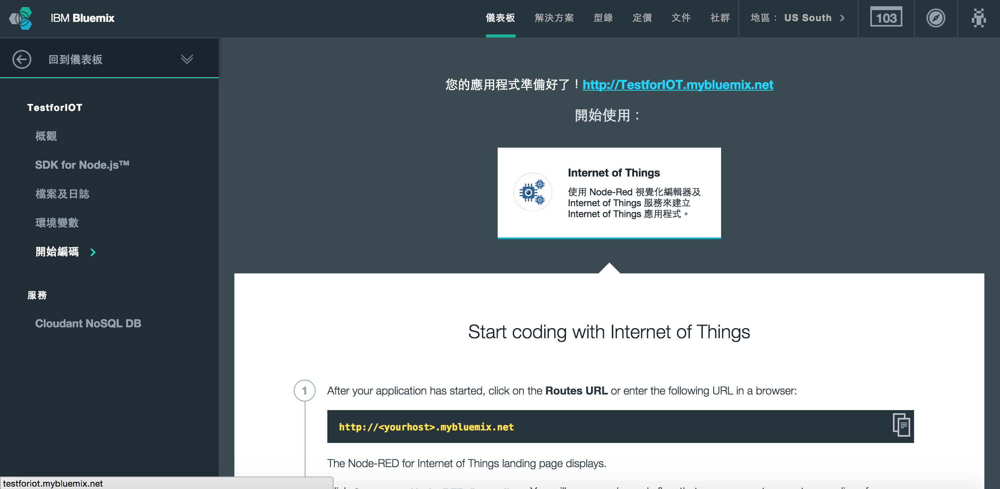 IBM Bluemix
儀表板
解決方案
型錄
定價
文件
社群
地區： US South
103
回到儀表板
TestforIOT
概觀
SDK for Node.js™
檔案及日誌
環境變數
開始編碼
服務
Cloudant NoSQL DB
您的應用程式準備好了！http://TestforIOT.mybluemix.net
開始使用：
Internet of Things
使用 Node-Red 視覺化編輯器及
Internet of Things 服務來建立
Internet of Things 應用程式。
Start coding with Internet of Things
1
After your application has started, click on the Routes URL or enter the following URL in a browser:
http://<yourhost>.mybluemix.net
The Node-RED for Internet of Things landing page displays.
testforiot.mybluemix.net